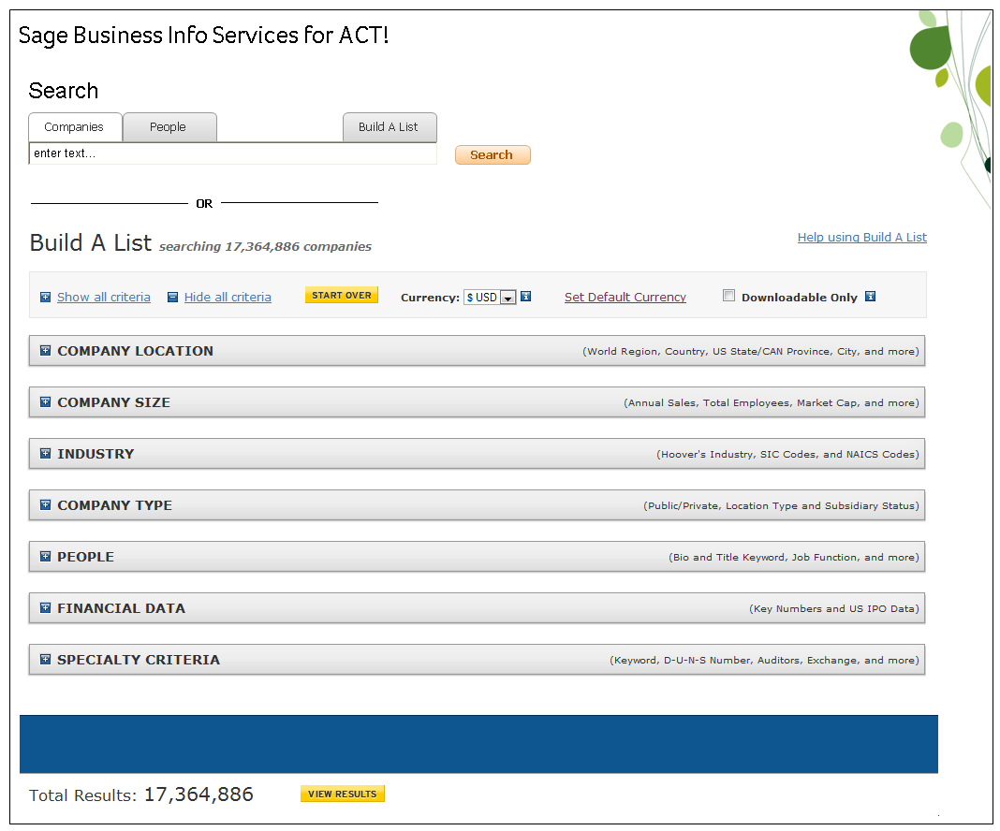 Sage Business Info Services for ACT!
Search
Companies People Build A List
enter text... Search
OR
Build A List searching 17,364,886 companies Help using Build A List
Show all criteria Hide all criteria START OVER Currency: $ USD Set Default Currency Downloadable Only
COMPANY LOCATION (World Region, Country, US State/CAN Province, City, and more)
COMPANY SIZE (Annual Sales, Total Employees, Market Cap, and more)
INDUSTRY (Hoover's Industry, SIC Codes, and NAICS Codes)
COMPANY TYPE (Public/Private, Location Type and Subsidiary Status)
PEOPLE (Bio and Title Keyword, Job Function, and more)
FINANCIAL DATA (Key Numbers and US IPO Data)
SPECIALTY CRITERIA (Keyword, D-U-N-S Number, Auditors, Exchange, and more)
Total Results: 17,364,886 VIEW RESULTS